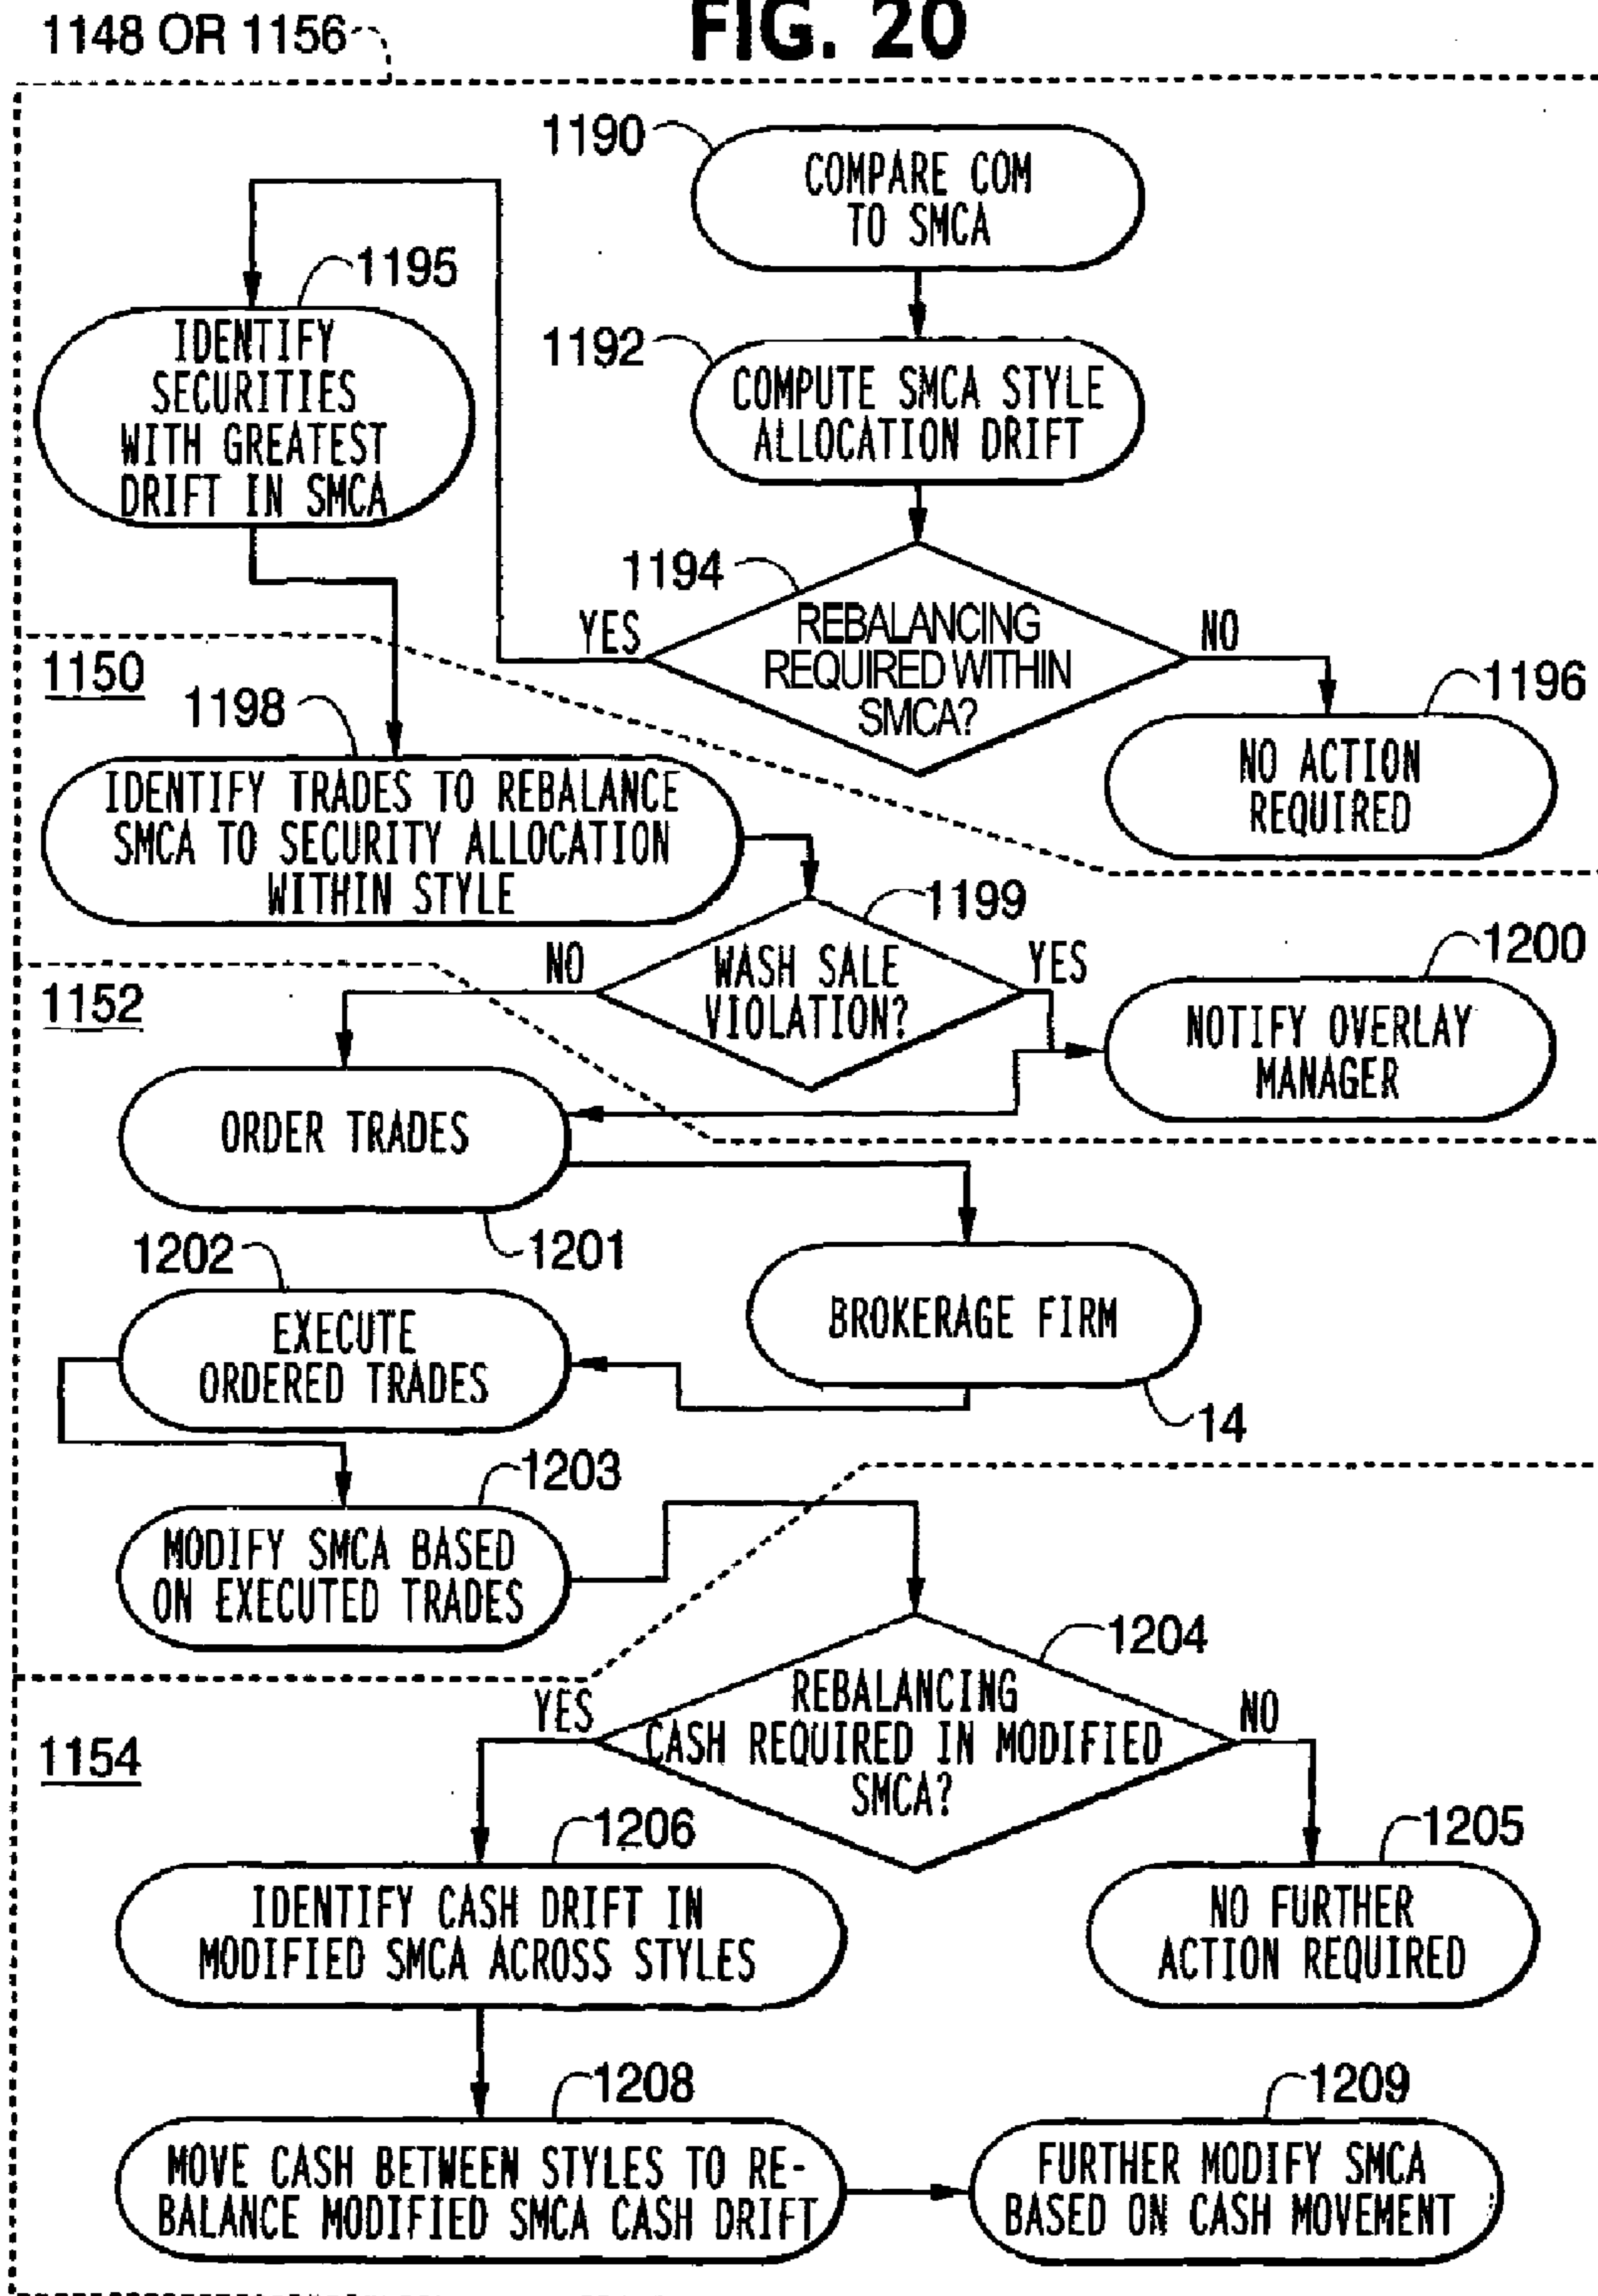 FIG. 20
1148 OR 1156
1190
COMPARE COM
TO SMCA
1195
IDENTIFY
SECURITIES
WITH GREATEST
DRIFT IN SMCA
1192
COMPUTE SMCA STYLE
ALLOCATION DRIFT
1194
REBALANCING
REQUIRED WITHIN
SMCA?
YES
NO
1196
NO ACTION
REQUIRED
1150
1198
IDENTIFY TRADES TO REBALANCE
SMCA TO SECURITY ALLOCATION
WITHIN STYLE
1199
WASH SALE
VIOLATION?
NO
YES
1200
NOTIFY OVERLAY
MANAGER
1152
ORDER TRADES
1201
BROKERAGE FIRM
14
1202
EXECUTE
ORDERED TRADES
1203
MODIFY SMCA BASED
ON EXECUTED TRADES
1204
REBALANCING
CASH REQUIRED IN MODIFIED
SMCA?
YES
NO
1154
1206
IDENTIFY CASH DRIFT IN
MODIFIED SMCA ACROSS STYLES
1205
NO FURTHER
ACTION REQUIRED
1208
MOVE CASH BETWEEN STYLES TO RE-
BALANCE MODIFIED SMCA CASH DRIFT
1209
FURTHER MODIFY SMCA
BASED ON CASH MOVEMENT